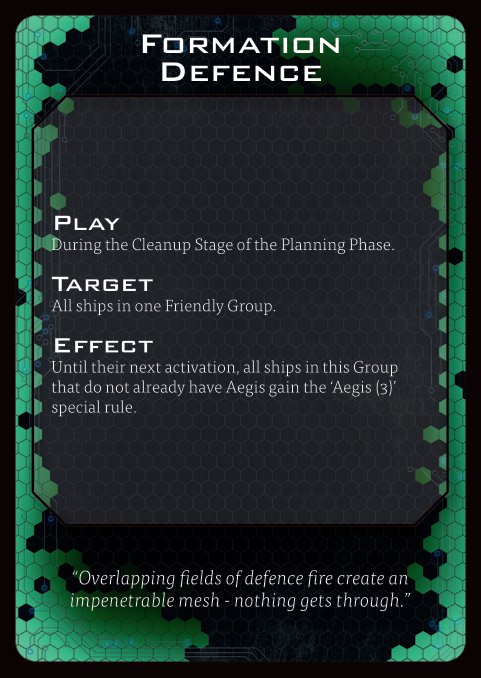 Formation
Defence
Play
During the Cleanup Stage of the Planning Phase.
Target
All ships in one Friendly Group.
Effect
Until their next activation, all ships in this Group
that do not already have Aegis gain the ‘Aegis (3)’
special rule.
“Overlapping fields of defence fire create an
impenetrable mesh - nothing gets through.”